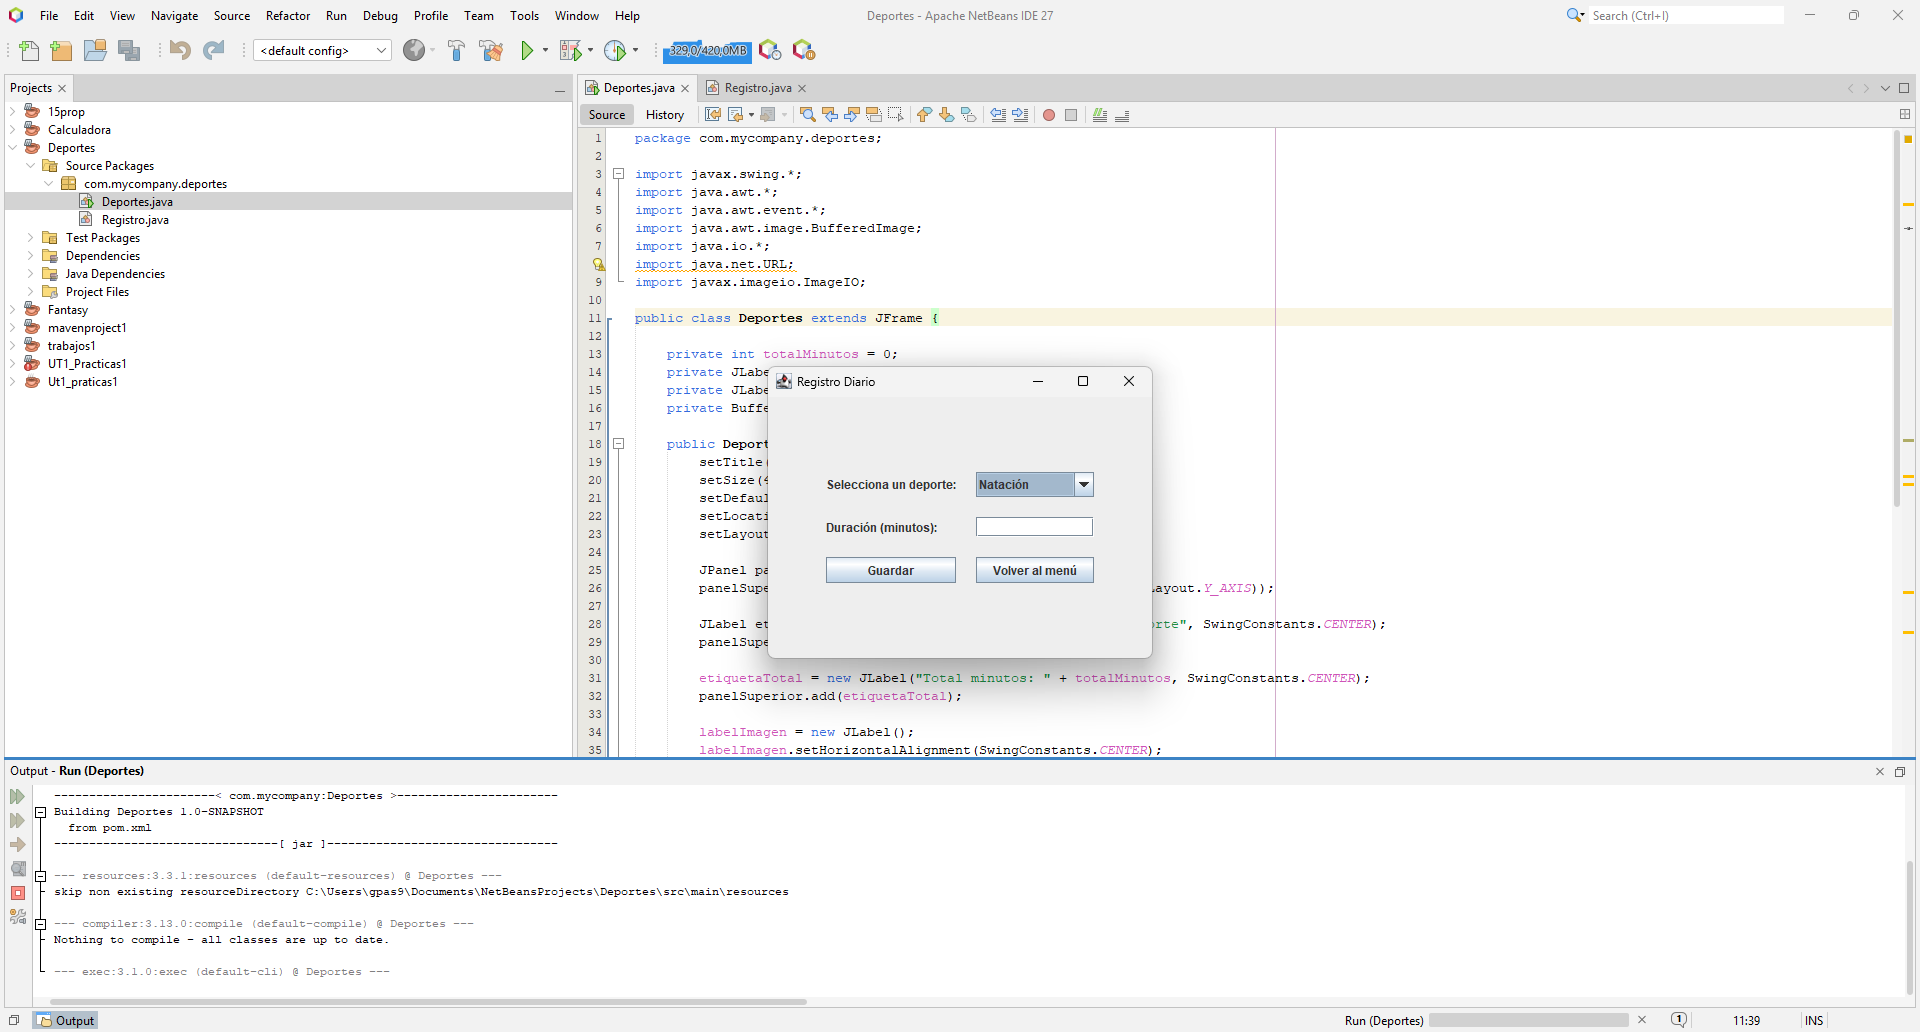 File Edit View Navigate Source Refactor Run Debug Profile Team Tools Window Help
Deportes - Apache NetBeans IDE 27
Search (Ctrl+I)
<default config>
329,0/420,0MB
Projects
15prop
Calculadora
Deportes
Source Packages
com.mycompany.deportes
Deportes.java
Registro.java
Test Packages
Dependencies
Java Dependencies
Project Files
Fantasy
mavenproject1
trabajos1
UT1_Practicas1
Ut1_praticas1
Deportes.java
Registro.java
Source
History
1 package com.mycompany.deportes;
2
3 import javax.swing.*;
4 import java.awt.*;
5 import java.awt.event.*;
6 import java.awt.image.BufferedImage;
7 import java.io.*;
import java.net.URL;
9 import javax.imageio.ImageIO;
10
11 public class Deportes extends JFrame {
12
13 private int totalMinutos = 0;
14 private JLabe
15 private JLabe
16 private Buffe
17
18 public Deport
19 setTitle(
20 setSize(4
21 setDefaul
22 setLocati
23 setLayout
24
25 JPanel pa
26 panelSupe ayout.Y_AXIS));
27
28 JLabel et rte", SwingConstants.CENTER);
29 panelSupe
30
31 etiquetaTotal = new JLabel("Total minutos: " + totalMinutos, SwingConstants.CENTER);
32 panelSuperior.add(etiquetaTotal);
33
34 labelImagen = new JLabel();
35 labelImagen.setHorizontalAlignment(SwingConstants.CENTER);
Registro Diario
Selecciona un deporte: Natación
Duración (minutos):
Guardar Volver al menú
Output - Run (Deportes)
-----------------------< com.mycompany:Deportes >-----------------------
Building Deportes 1.0-SNAPSHOT
from pom.xml
--------------------------------[ jar ]---------------------------------
--- resources:3.3.1:resources (default-resources) @ Deportes ---
skip non existing resourceDirectory C:\Users\gpas9\Documents\NetBeansProjects\Deportes\src\main\resources
--- compiler:3.13.0:compile (default-compile) @ Deportes ---
Nothing to compile - all classes are up to date.
--- exec:3.1.0:exec (default-cli) @ Deportes ---
Output
Run (Deportes)
1
11:39
INS